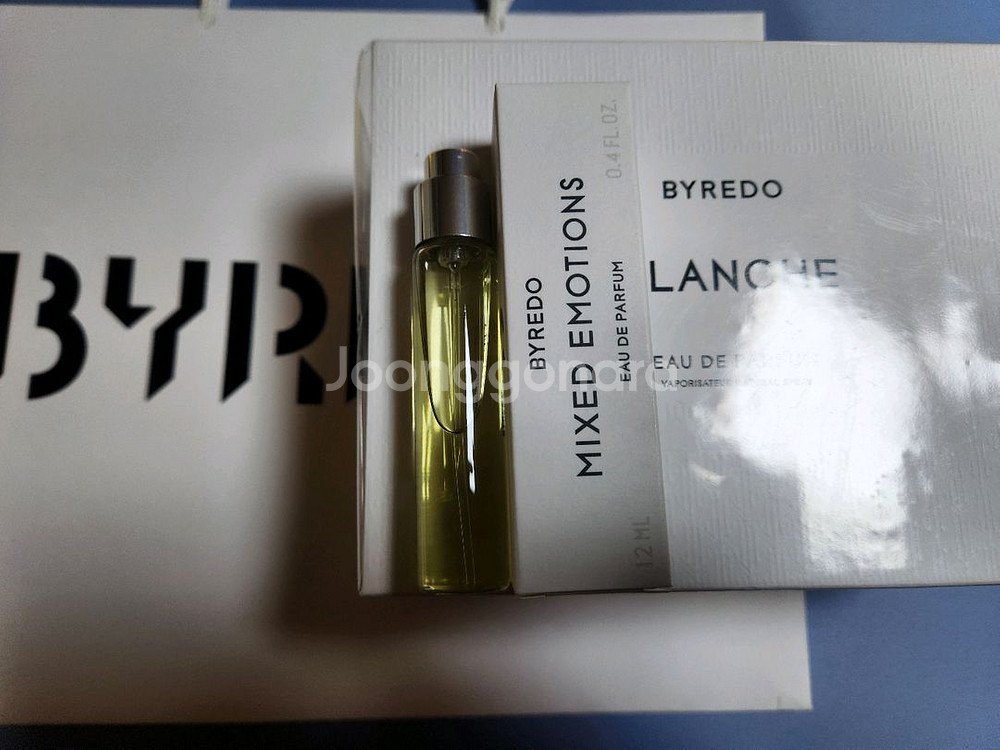 BYR
BYREDO
MIXED EMOTIONS
EAU DE PARFUM
0.4 FL.OZ.
12 ML
BYREDO
LANCHE
EAU DE
Joonggonara